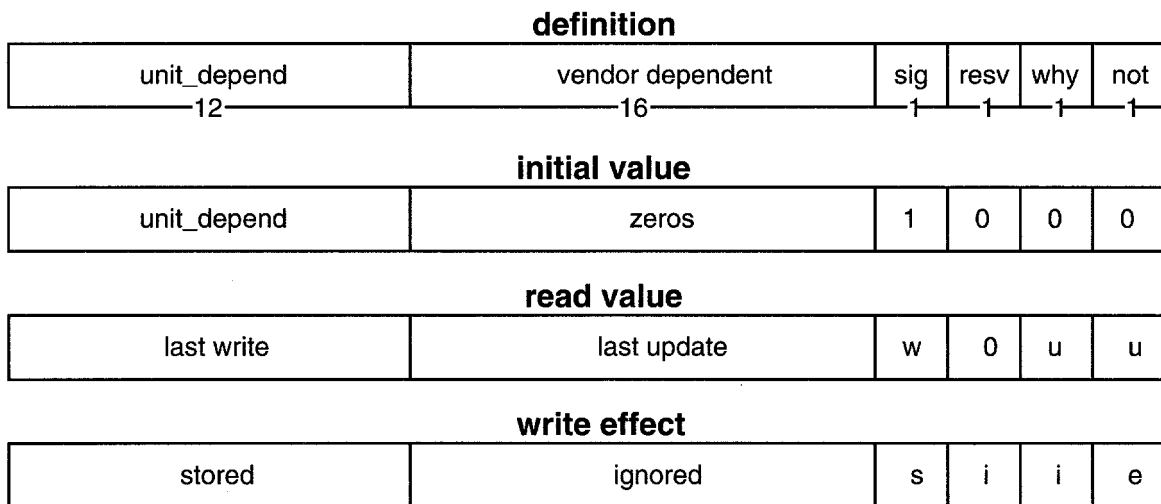 definition
unit_depend vendor dependent sig resv why not
12 16 1 1 1 1
initial value
unit_depend zeros 1 0 0 0
read value
last write last update w 0 u u
write effect
stored ignored s i i e